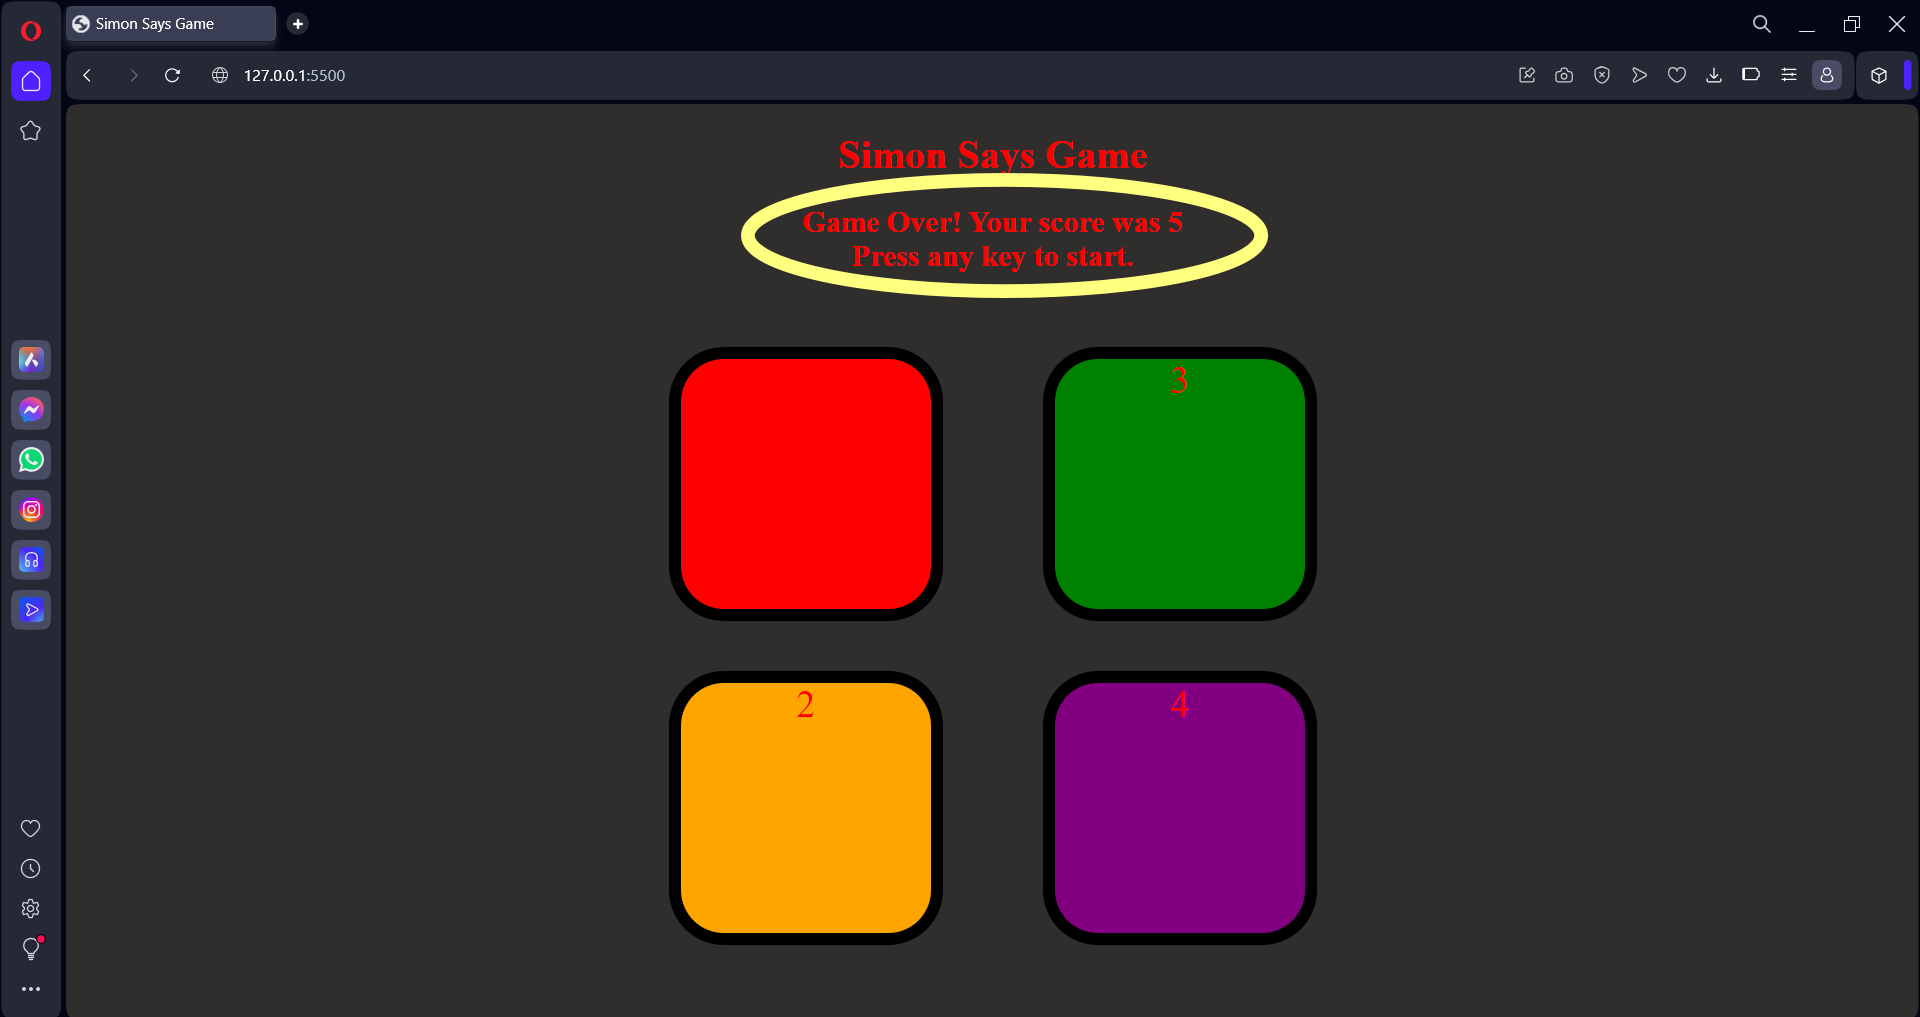 Simon Says Game
127.0.0.1:5500
Simon Says Game
Game Over! Your score was 5
Press any key to start.
3
2
4